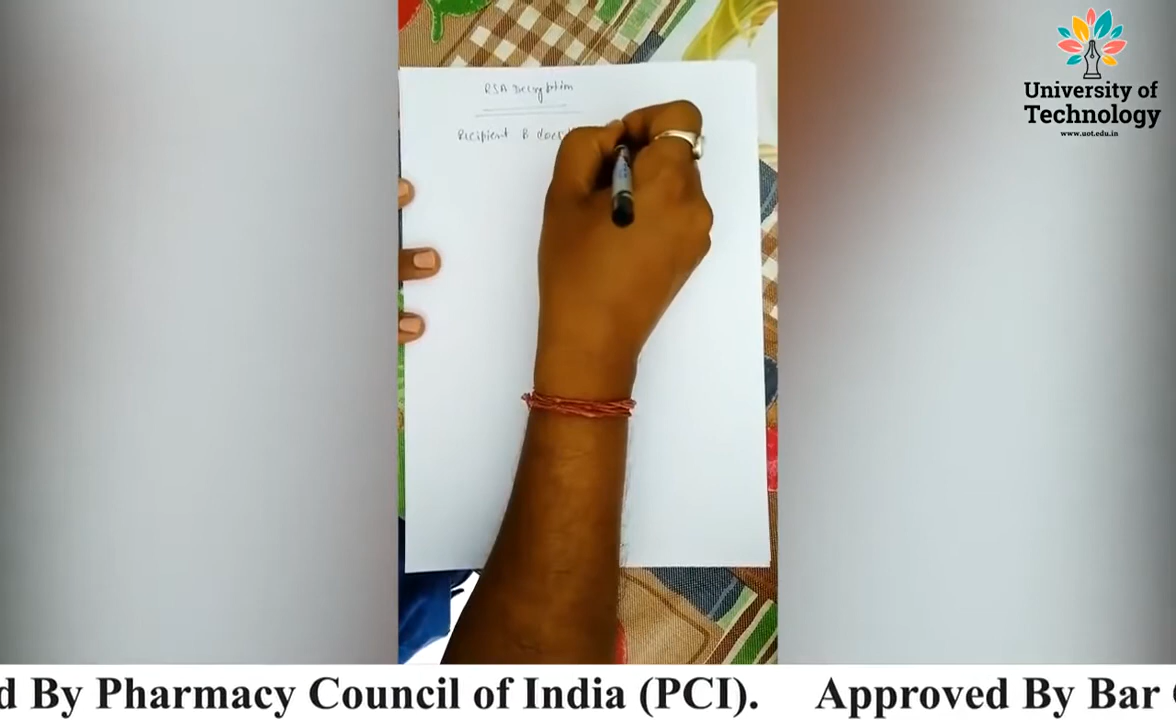 RSA Decryption
Recipient B does
University of
Technology
www.uot.edu.in
d By Pharmacy Council of India (PCI). Approved By Bar